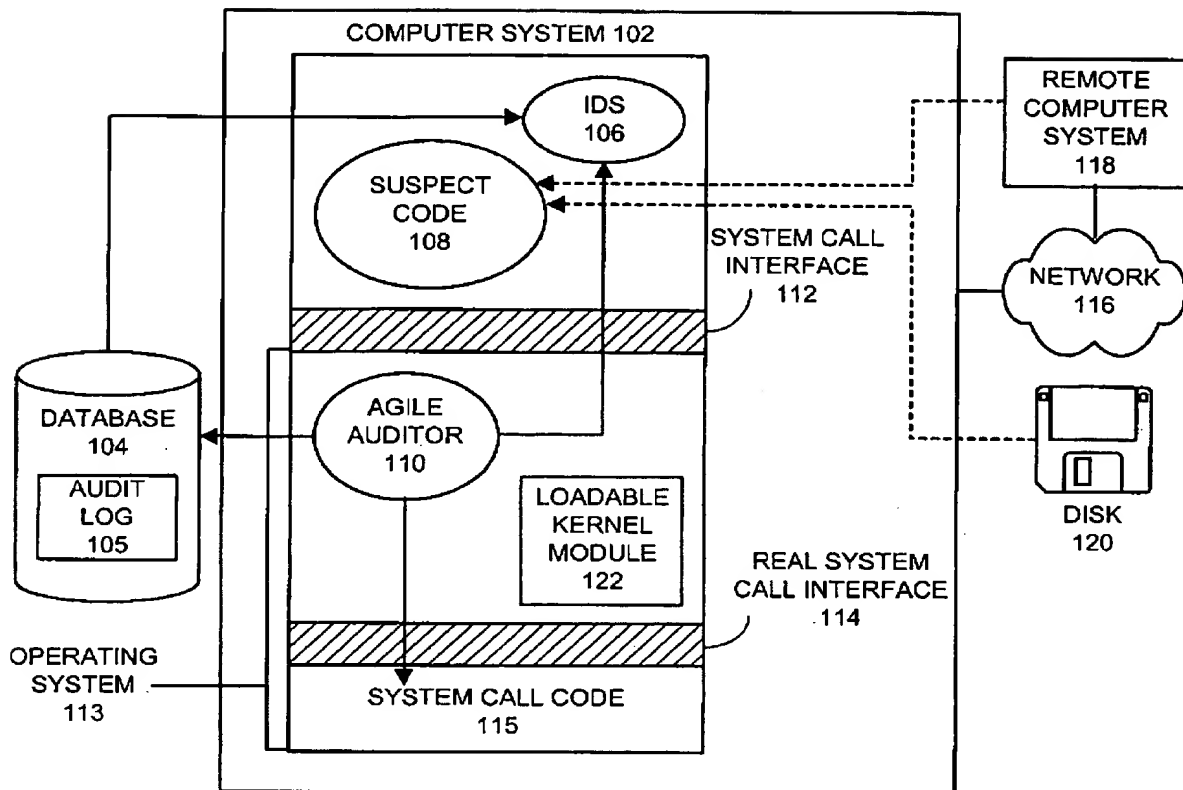 COMPUTER SYSTEM 102
IDS
106
SUSPECT
CODE
108
REMOTE
COMPUTER
SYSTEM
118
SYSTEM CALL
INTERFACE
112
NETWORK
116
DATABASE
104
AUDIT
LOG
105
AGILE
AUDITOR
110
LOADABLE
KERNEL
MODULE
122
DISK
120
REAL SYSTEM
CALL INTERFACE
114
OPERATING
SYSTEM
113
SYSTEM CALL CODE
115